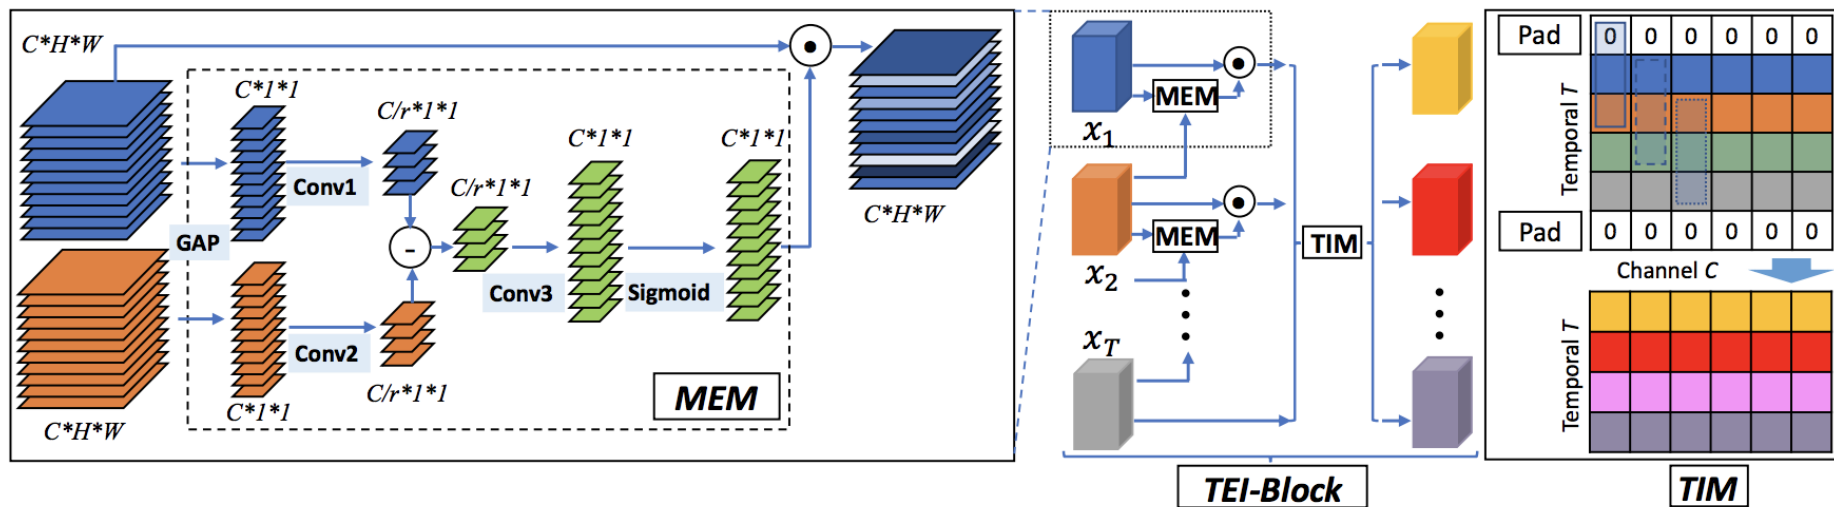 C*H*W
C*1*1
C/r*1*1
Conv1
C/r*1*1
C*1*1
C*1*1
C*H*W
GAP
-
Conv3
Sigmoid
Conv2
C*1*1
C/r*1*1
C*H*W
MEM
x1
MEM
x2
MEM
xT
TIM
TEI-Block
Pad 0 0 0 0 0 0
Temporal T
Pad 0 0 0 0 0 0
Channel C
Temporal T
TIM